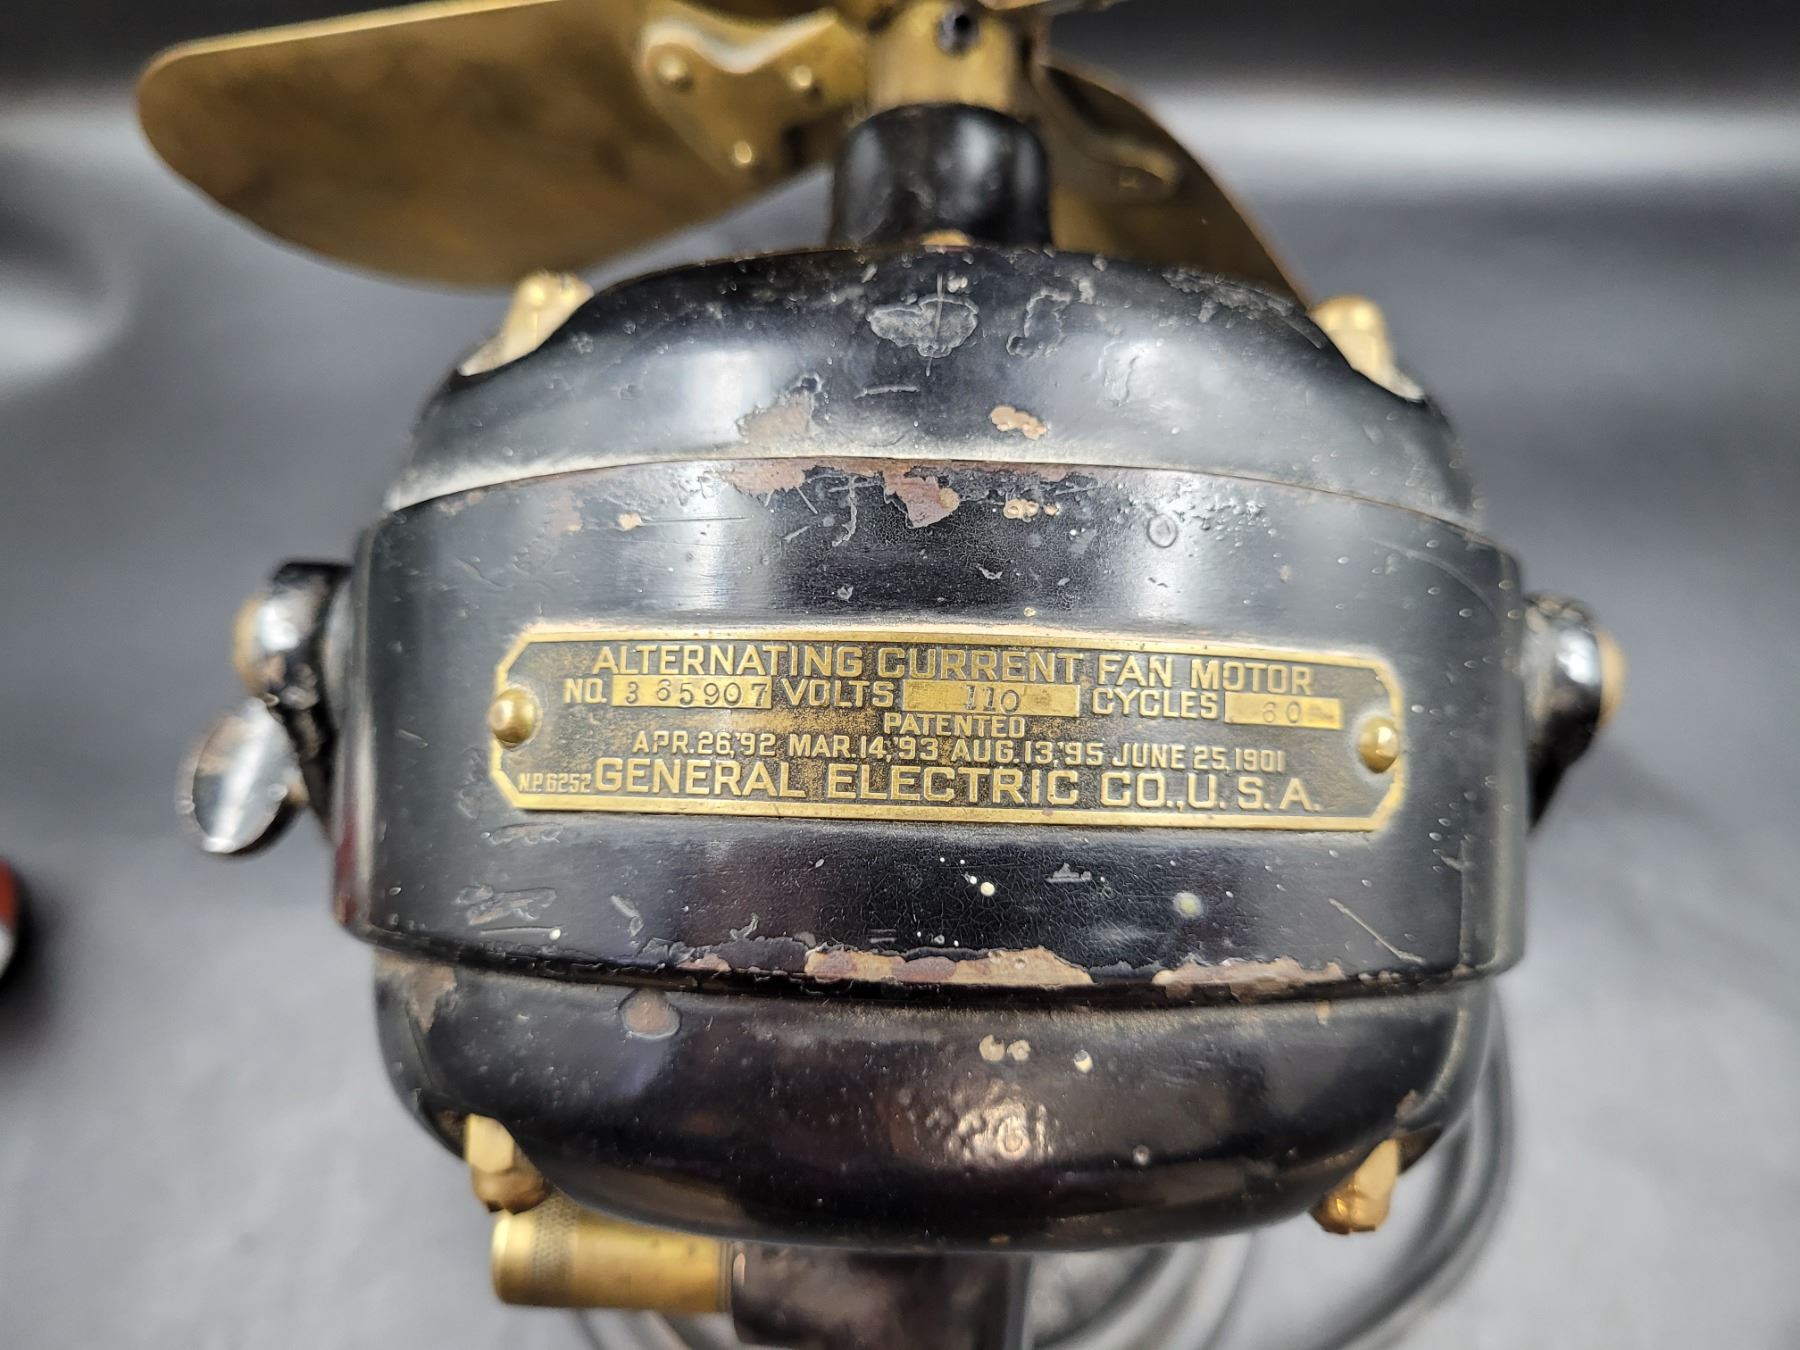 ALTERNATING CURRENT FAN MOTOR
NO. 365907 VOLTS 110 CYCLES 60
PATENTED
APR.26,'92 MAR.14,'93 AUG.13,'95 JUNE 25,1901
N.P.6252 GENERAL ELECTRIC CO., U.S.A.